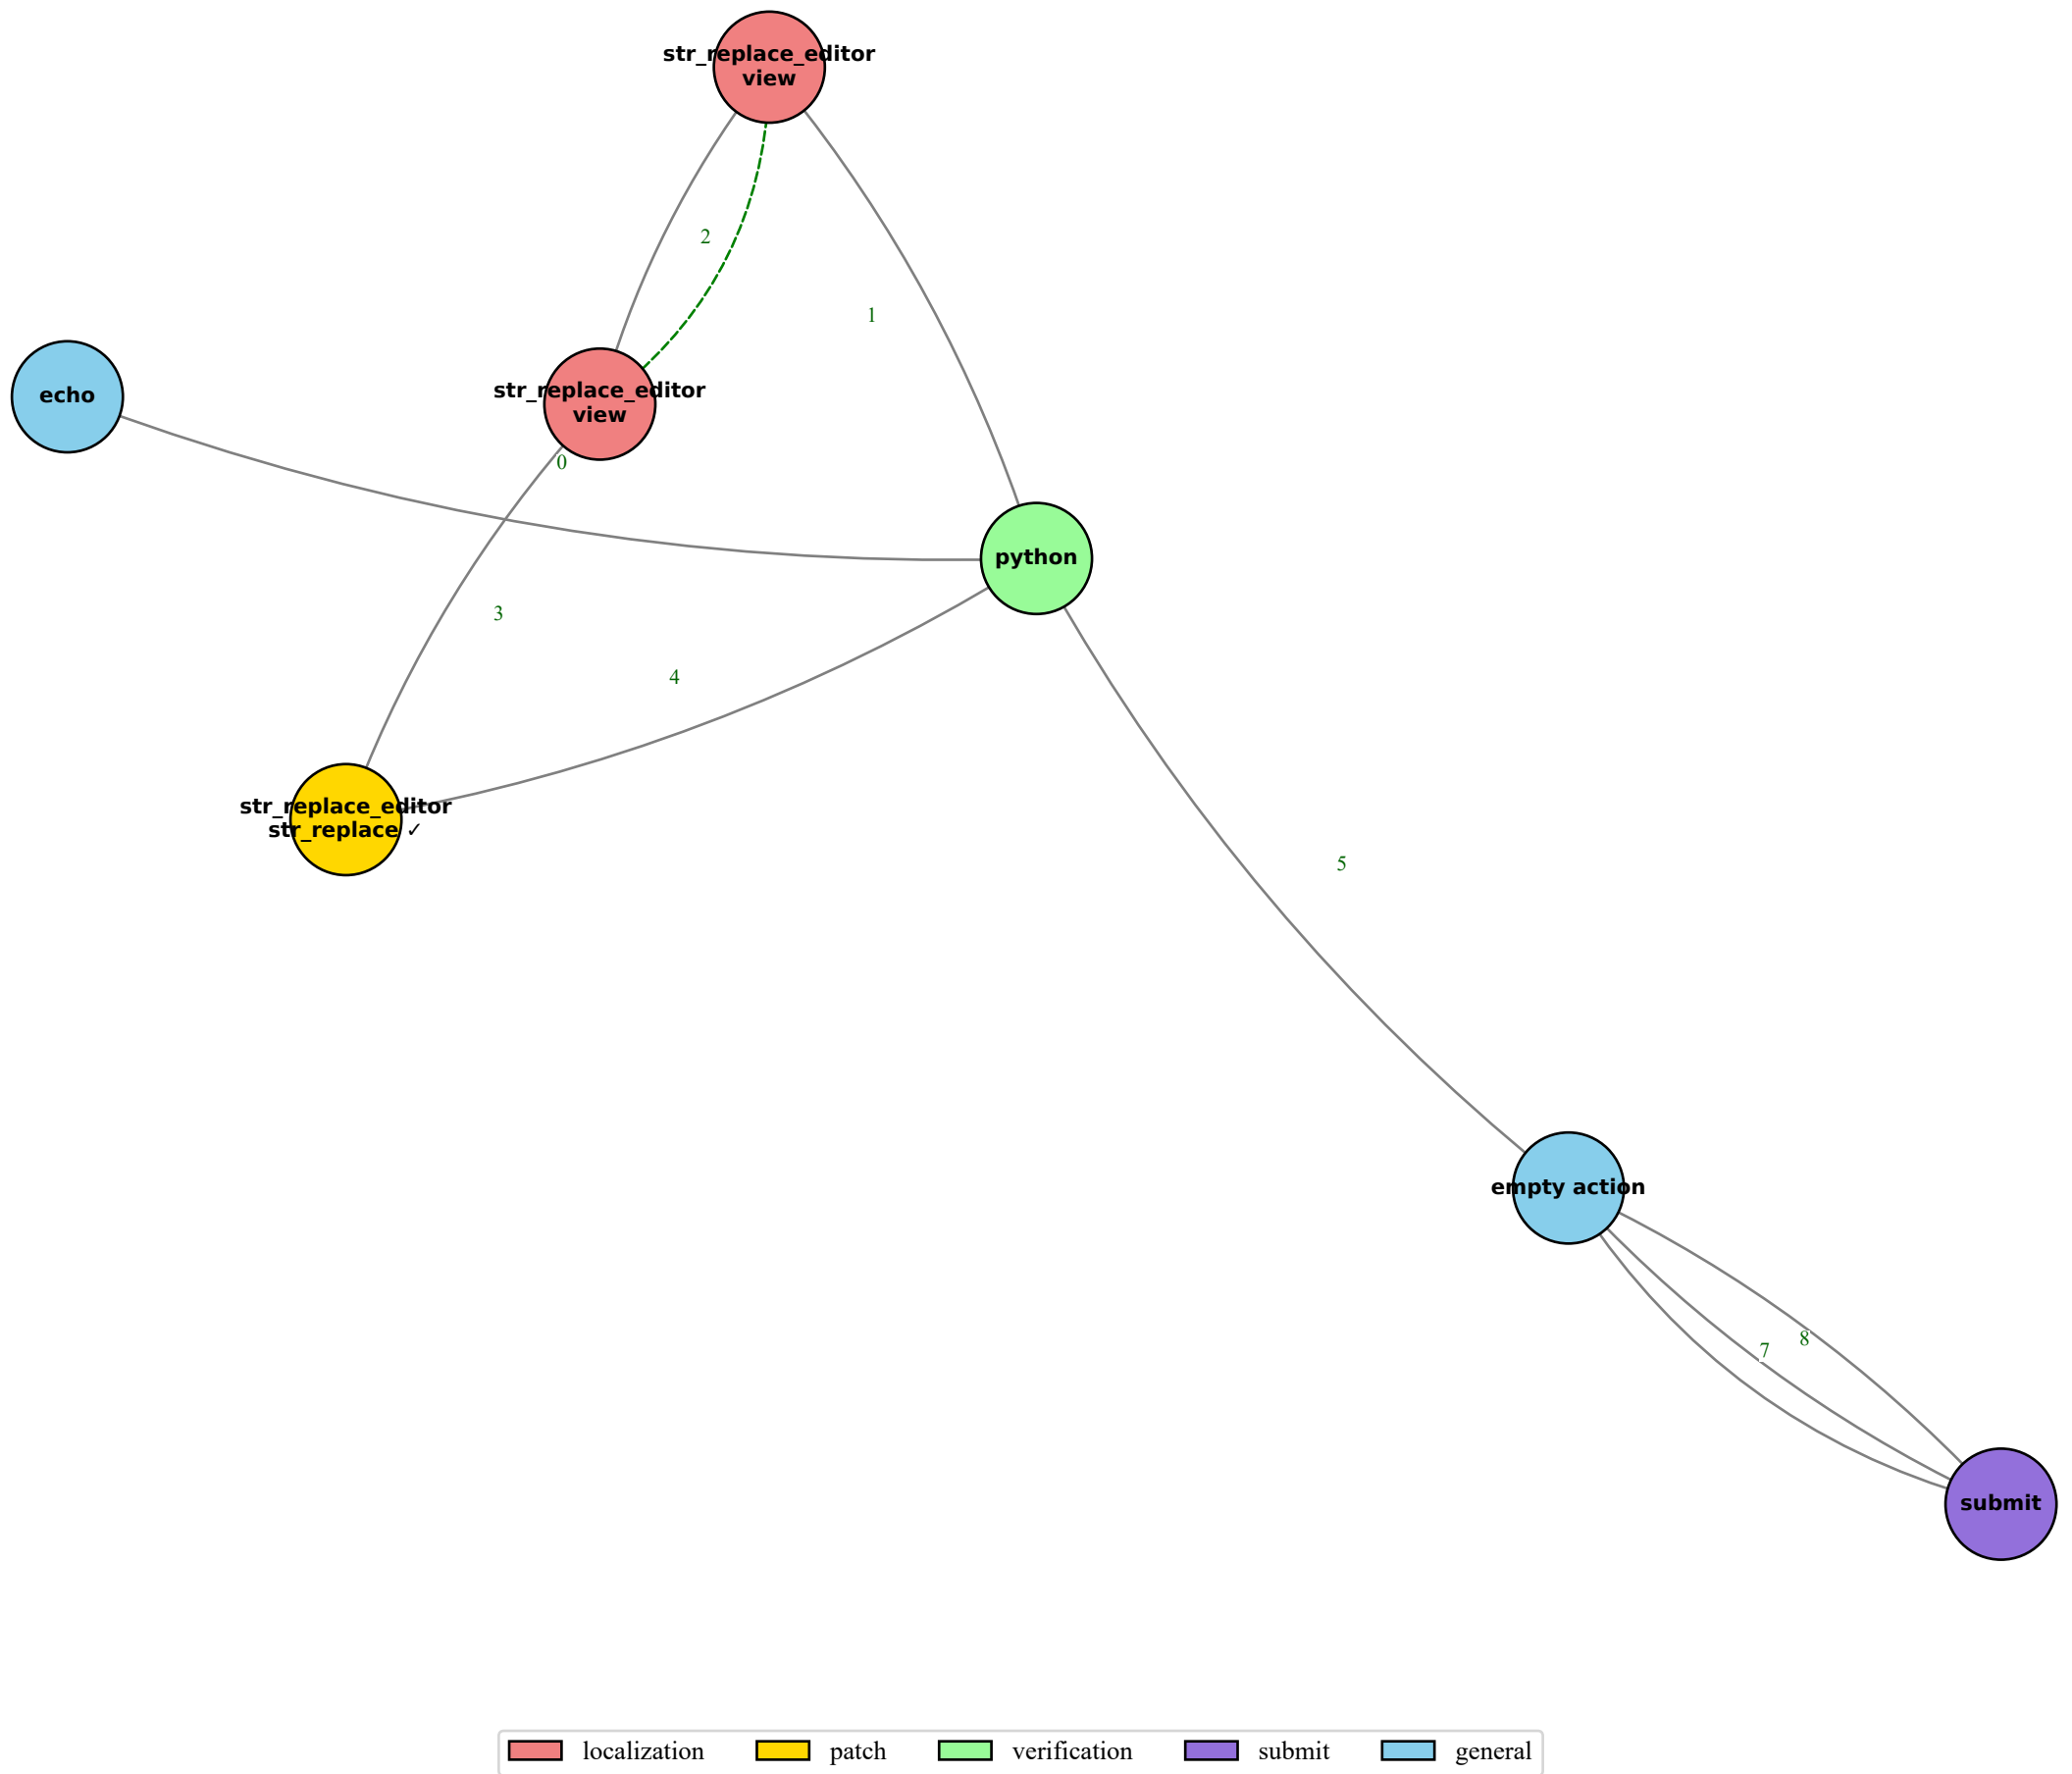 str_replace_editor
view
2
1
echo
str_replace_editor
view
0
python
3
4
str_replace_editor
str_replace ✓
5
empty action
8
7
submit
localization
patch
verification
submit
general